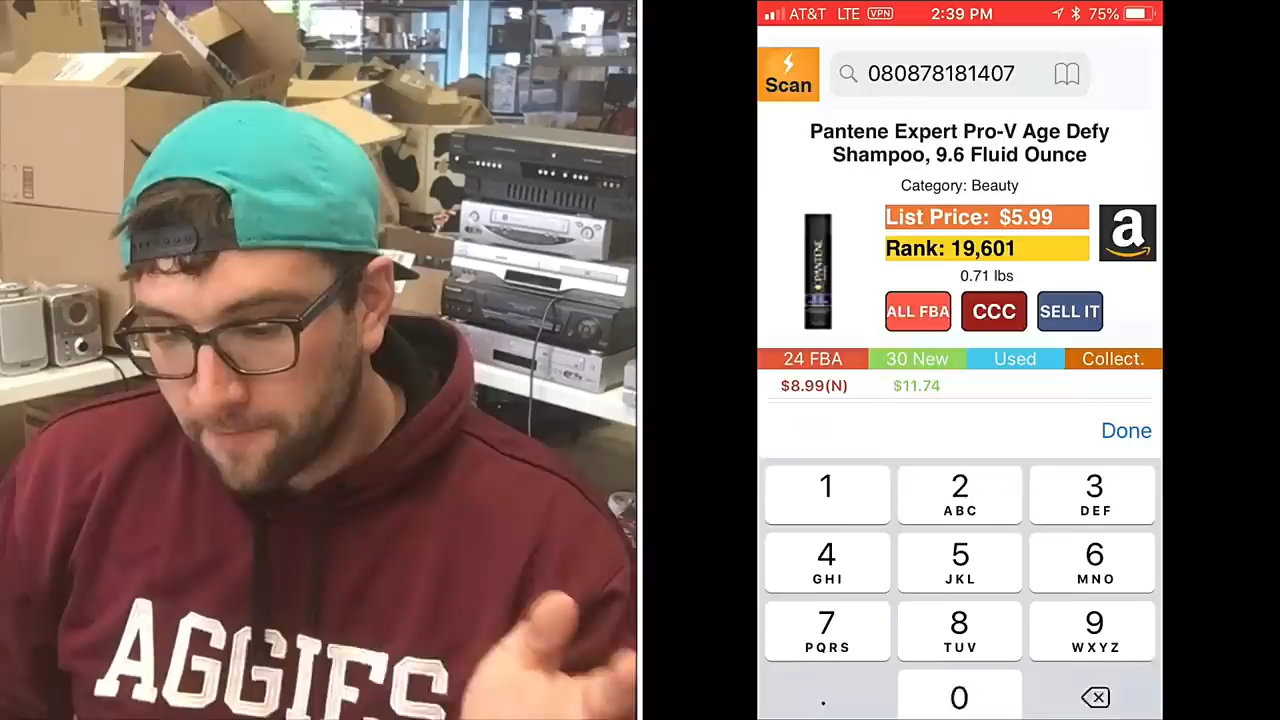 AGGIES
AT&T LTE VPN 2:39 PM 75%
Scan
080878181407
Pantene Expert Pro-V Age Defy
Shampoo, 9.6 Fluid Ounce
Category: Beauty
List Price: $5.99
Rank: 19,601
a
0.71 lbs
PANTENE
ALL FBA CCC SELL IT
24 FBA 30 New Used Collect.
$8.99(N) $11.74
Done
1 2 3
ABC DEF
4 5 6
GHI JKL MNO
7 8 9
PQRS TUV WXYZ
. 0